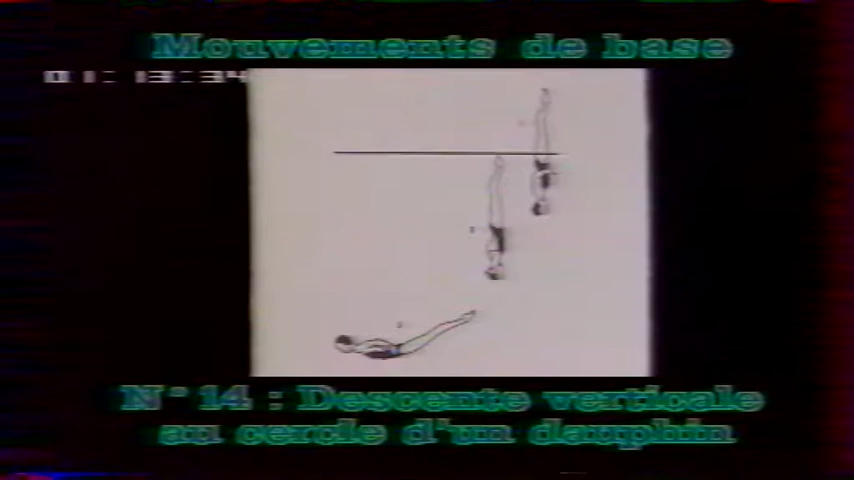 Mouvements de base
01:13:34
N° 14 : Descente verticale
au cercle d'un dauphin